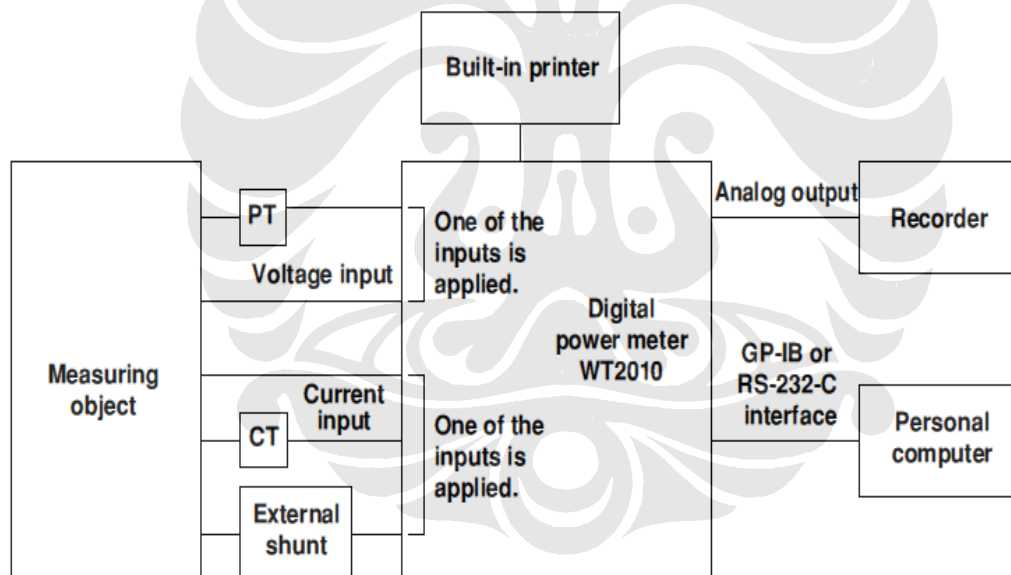 Built-in printer
PT
One of the
inputs is
applied.
Voltage input
Analog output
Recorder
Measuring
object
Digital
power meter
WT2010
GP-IB or
RS-232-C
interface
Current
input
CT
One of the
inputs is
applied.
Personal
computer
External
shunt